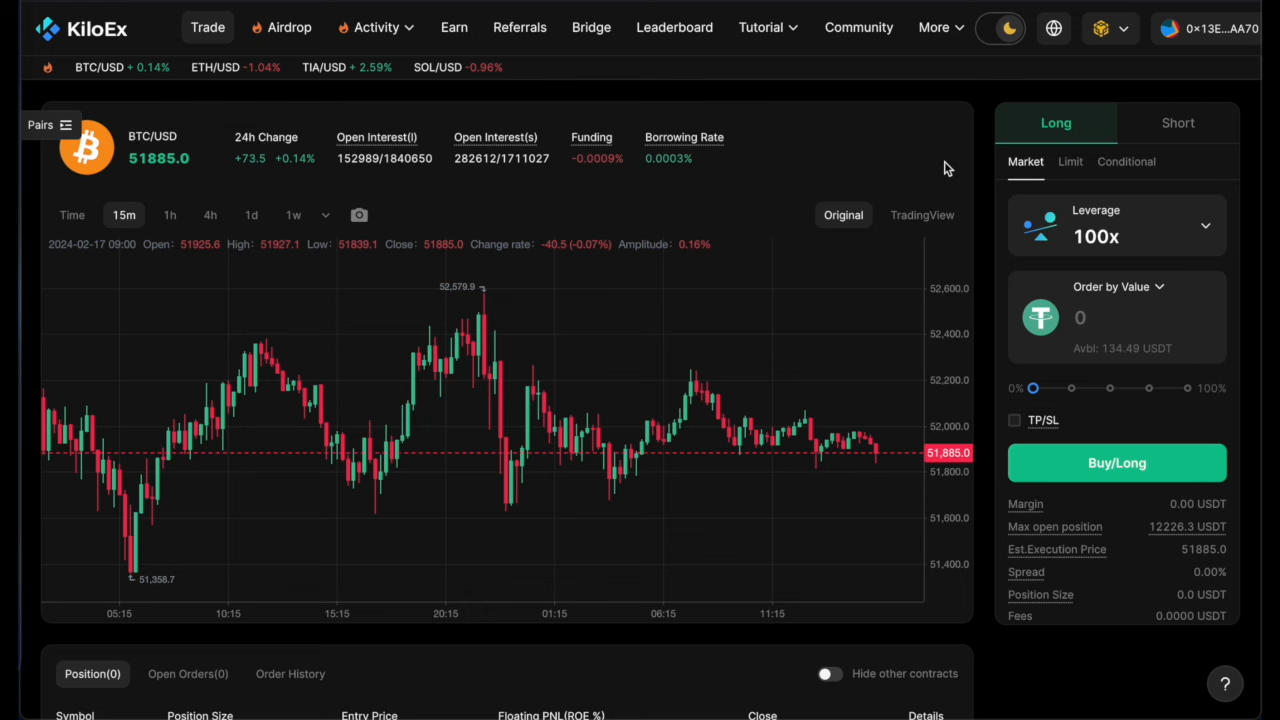 KiloEx
Trade Airdrop Activity Earn Referrals Bridge Leaderboard Tutorial Community More 0×13E...AA70
BTC/USD + 0.14% ETH/USD -1.04% TIA/USD + 2.59% SOL/USD -0.96%
Pairs
BTC/USD 24h Change Open Interest(l) Open Interest(s) Funding Borrowing Rate
51885.0 +73.5 +0.14% 152989/1840650 282612/1711027 -0.0009% 0.0003%
Time 15m 1h 4h 1d 1w Original TradingView
2024-02-17 09:00 Open: 51925.6 High: 51927.1 Low: 51839.1 Close: 51885.0 Change rate: -40.5 (-0.07%) Amplitude: 0.16%
52,579.9
52,600.0
52,400.0
52,200.0
52,000.0
51,885.0
51,800.0
51,600.0
51,400.0
51,358.7
05:15 10:15 15:15 20:15 01:15 06:15 11:15
Long Short
Market Limit Conditional
Leverage
100x
Order by Value
0
Avbl: 134.49 USDT
0% 100%
TP/SL
Buy/Long
Margin 0.00 USDT
Max open position 12226.3 USDT
Est.Execution Price 51885.0
Spread 0.00%
Position Size 0.0 USDT
Fees 0.0000 USDT
Position(0) Open Orders(0) Order History Hide other contracts
Symbol Position Size Entry Price Floating PNL(ROE %) Close Details
?